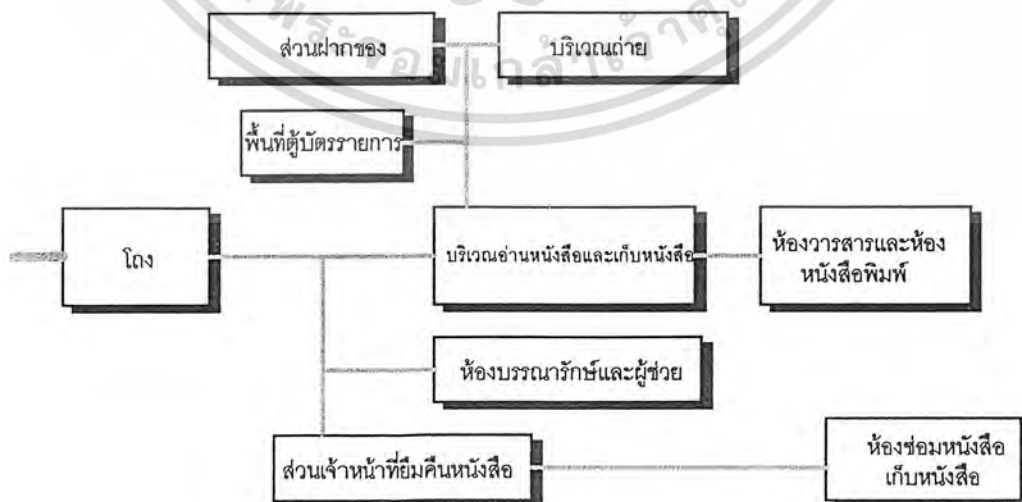 ส่วนฝากของ
บริเวณถ่าย
พื้นที่ตู้บัตรรายการ
โถง
บริเวณอ่านหนังสือและเก็บหนังสือ
ห้องวารสารและห้อง
หนังสือพิมพ์
ห้องบรรณารักษ์และผู้ช่วย
ส่วนเจ้าหน้าที่ยืมคืนหนังสือ
ห้องซ่อมหนังสือ
เก็บหนังสือ